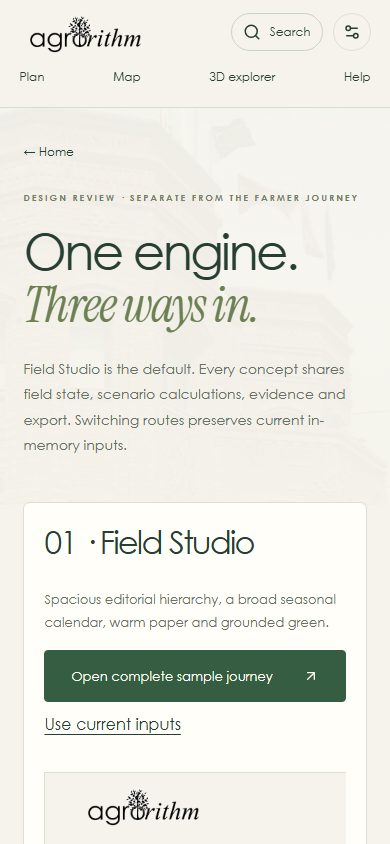 agrorithm
Search
Plan
Map
3D explorer
Help
← Home
DESIGN REVIEW · SEPARATE FROM THE FARMER JOURNEY
One engine.
Three ways in.
Field Studio is the default. Every concept shares
field state, scenario calculations, evidence and
export. Switching routes preserves current in-
memory inputs.
01 · Field Studio
Spacious editorial hierarchy, a broad seasonal
calendar, warm paper and grounded green.
Open complete sample journey ↗
Use current inputs
agrorithm